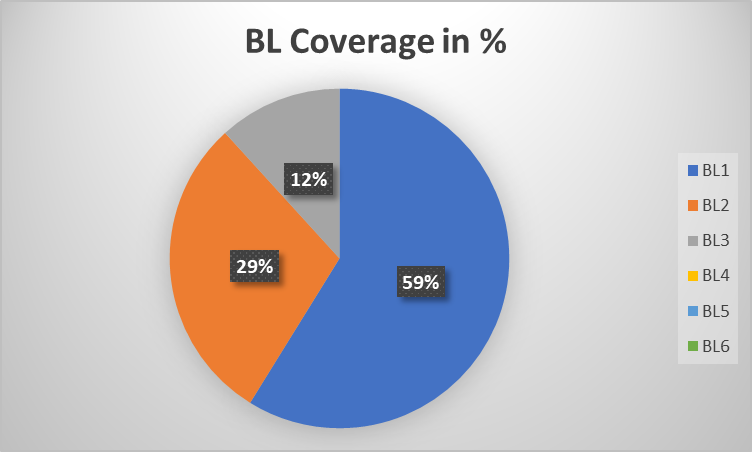 BL Coverage in %
12%
29%
59%
BL1
BL2
BL3
BL4
BL5
BL6